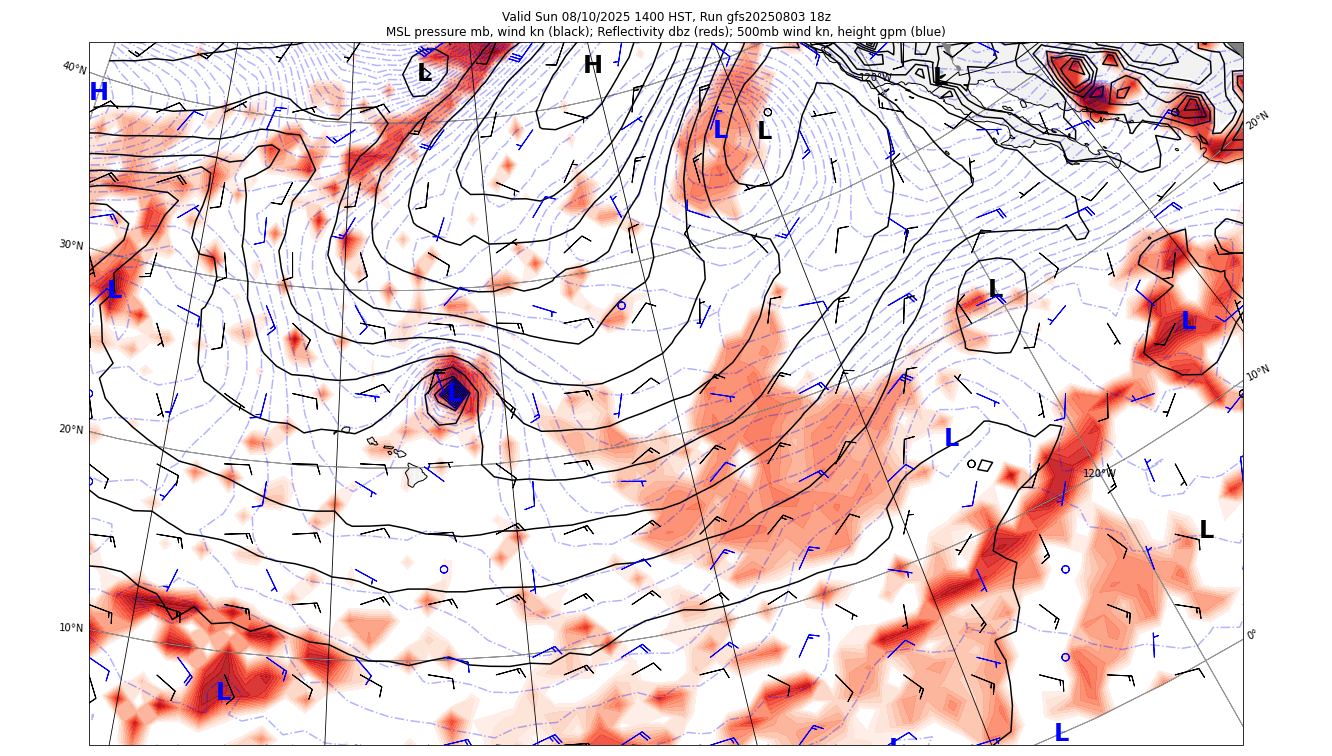 Valid Sun 08/10/2025 1400 HST, Run gfs20250803 18z
MSL pressure mb, wind kn (black); Reflectivity dbz (reds); 500mb wind kn, height gpm (blue)
L
H
40°N
120°W
L
H
20°N
L
L
30°N
L
L
L
10°N
L
20°N
L
120°W
L
10°N
0°
L
L
L